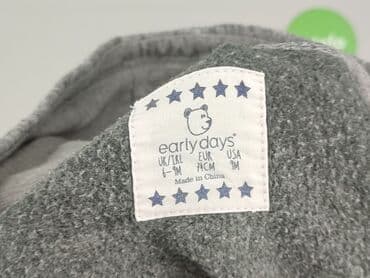 early days
UK/IRL EUR USA
6-9M 74CM 9M
Made in China